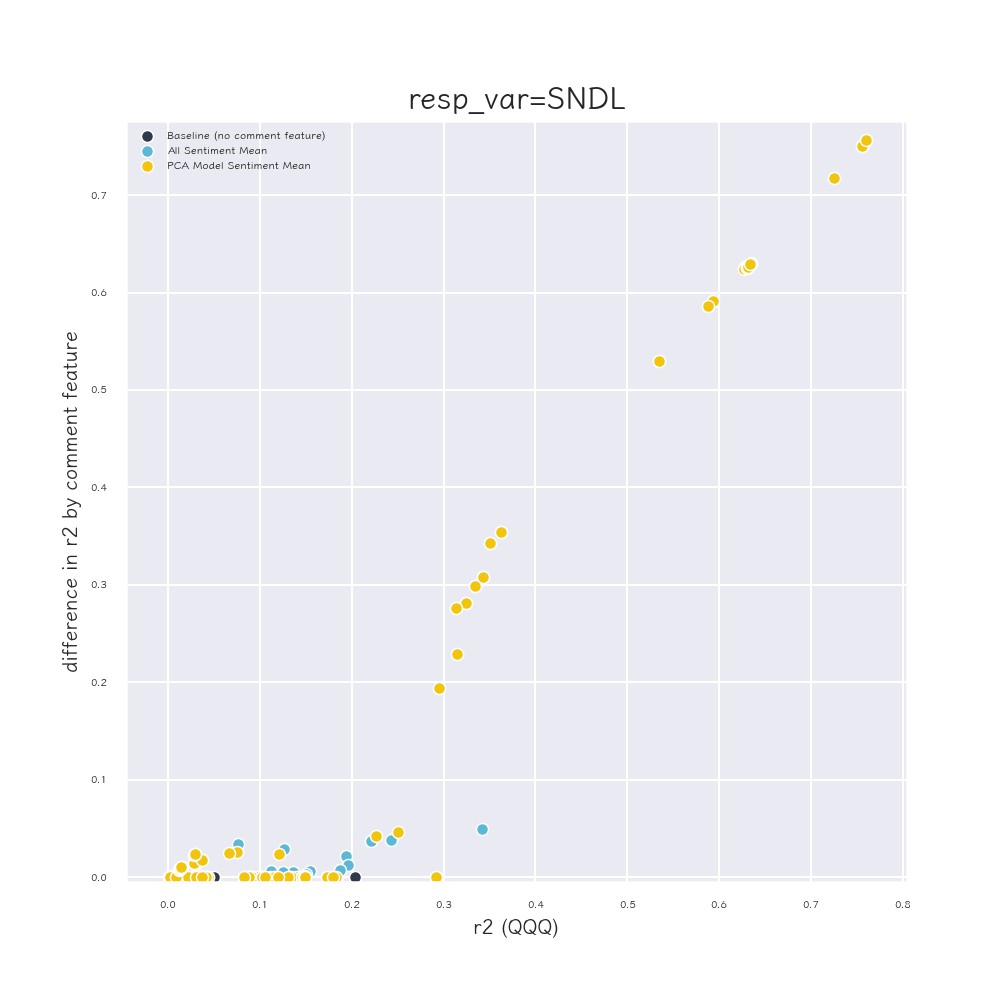 resp_var=SNDL
Baseline (no comment feature)
All Sentiment Mean
PCA Model Sentiment Mean
difference in r2 by comment feature
0.7
0.6
0.5
0.4
0.3
0.2
0.1
0.0
0.0 0.1 0.2 0.3 0.4 0.5 0.6 0.7 0.8
r2 (QQQ)